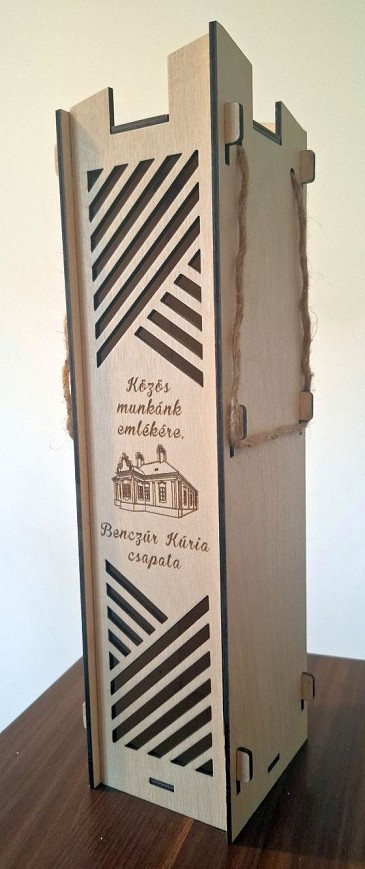 Közös
munkánk
emlékére,
Benczúr Kúria
csapata